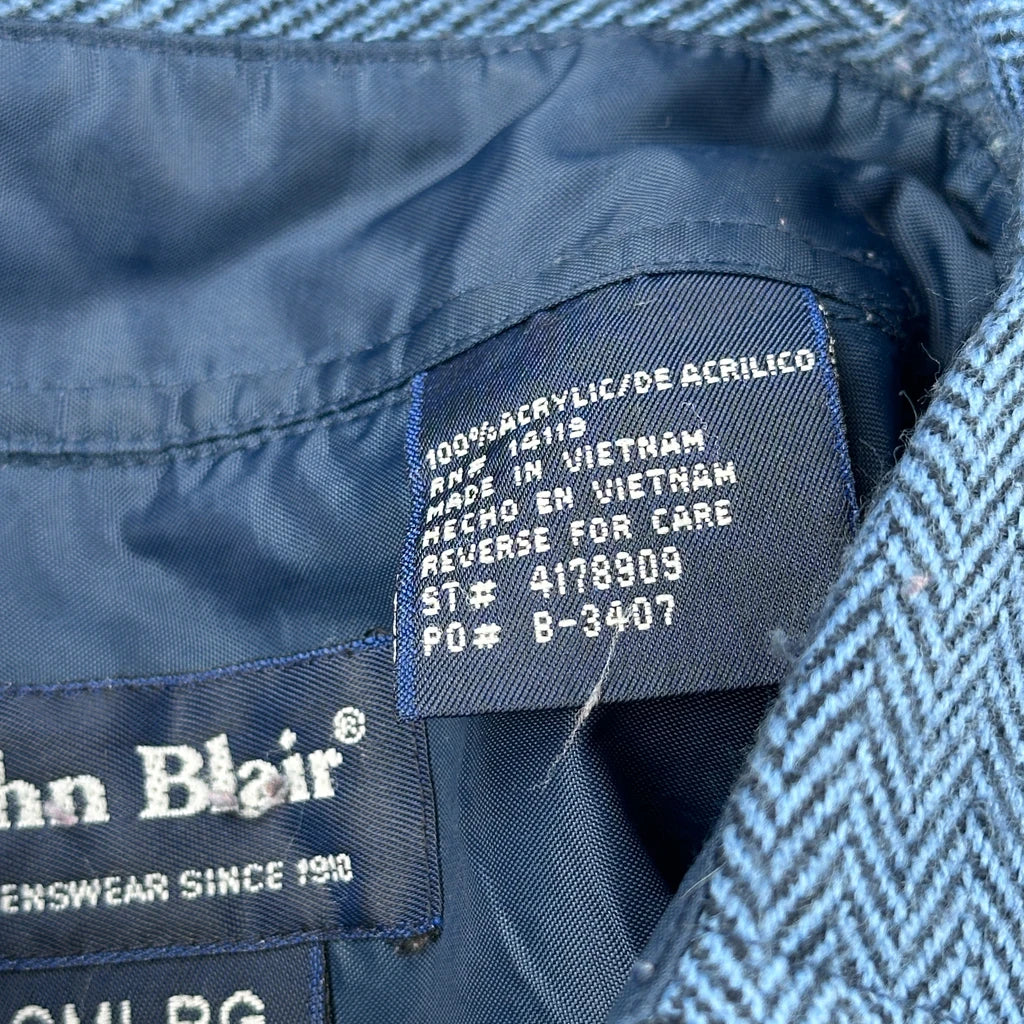 100% ACRYLIC/DE ACRILICO
RN# 14119
MADE IN VIETNAM
HECHO EN VIETNAM
REVERSE FOR CARE
ST# 4178909
PO# B-3407
hn Blair®
ENSWEAR SINCE 1910